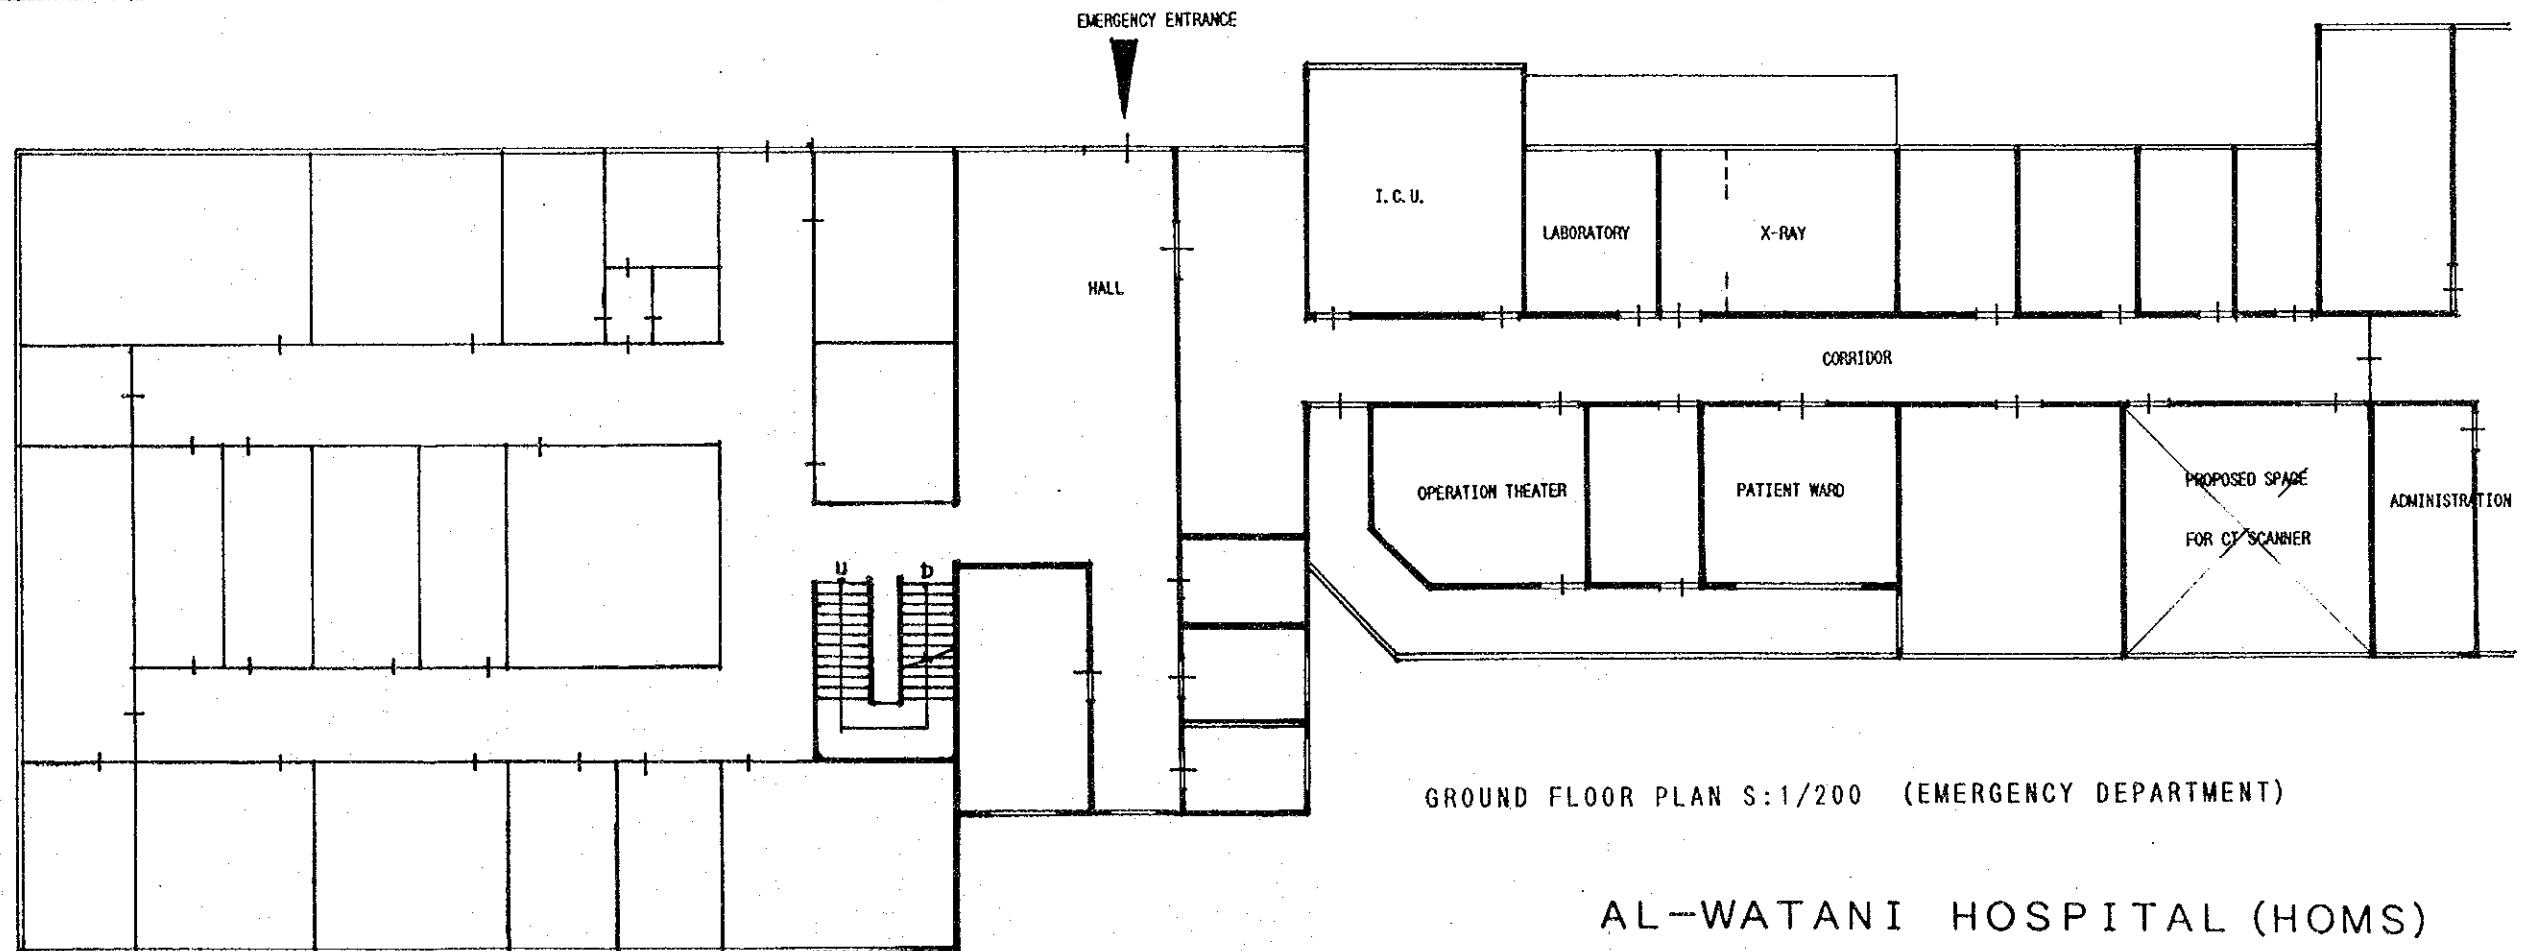 EMERGENCY ENTRANCE
I.C.U.
LABORATORY
X-RAY
HALL
CORRIDOR
OPERATION THEATER
PATIENT WARD
PROPOSED SPACE
FOR CT SCANNER
ADMINISTRATION
U
D
GROUND FLOOR PLAN S:1/200 (EMERGENCY DEPARTMENT)
AL-WATANI HOSPITAL (HOMS)